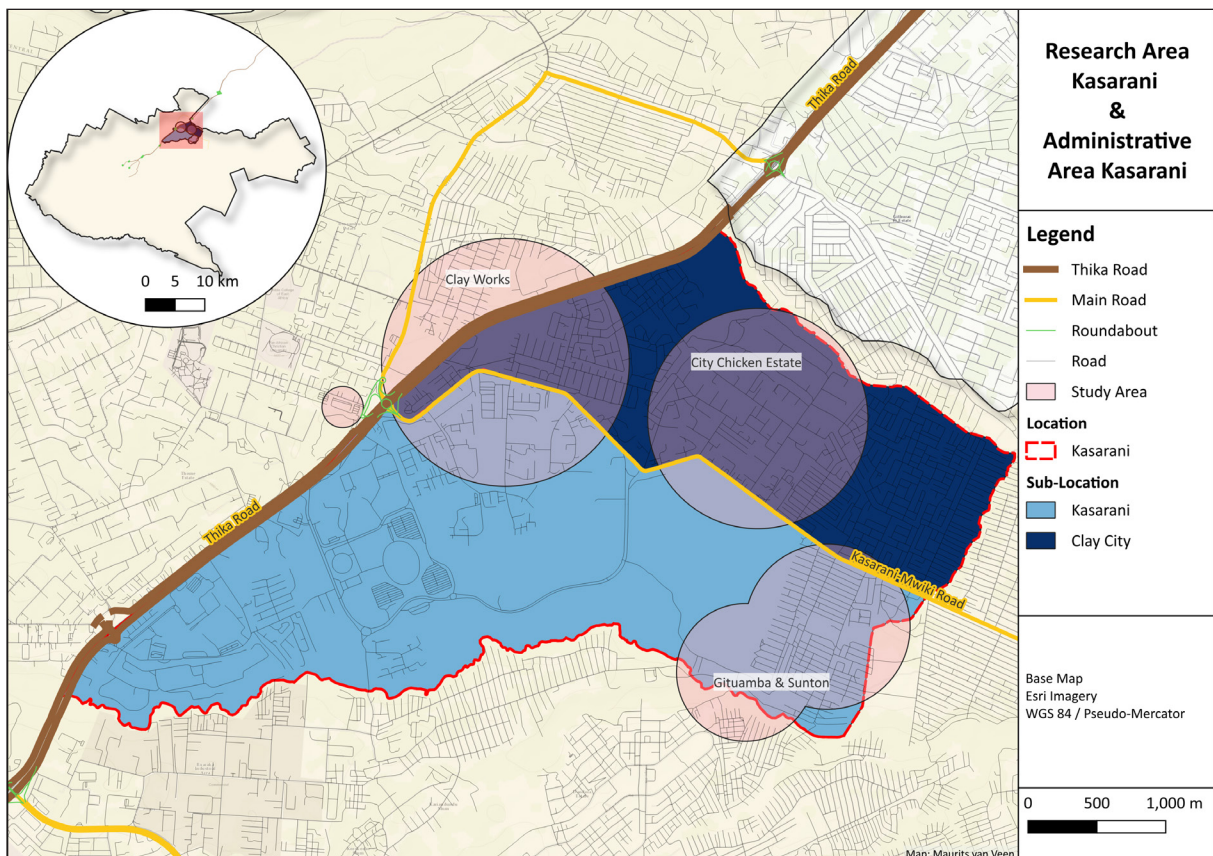 Research Area
Kasarani
&
Administrative
Area Kasarani
Legend
Thika Road
Main Road
Roundabout
Road
Study Area
Location
Kasarani
Sub-Location
Kasarani
Clay City
Base Map
Esri Imagery
WGS 84 / Pseudo-Mercator
0 500 1,000 m
0 5 10 km
Thika Road
Clay Works
City Chicken Estate
Thika Road
Kasarani-Mwiki Road
Gituamba & Sunton
Map: Maurits van Veen